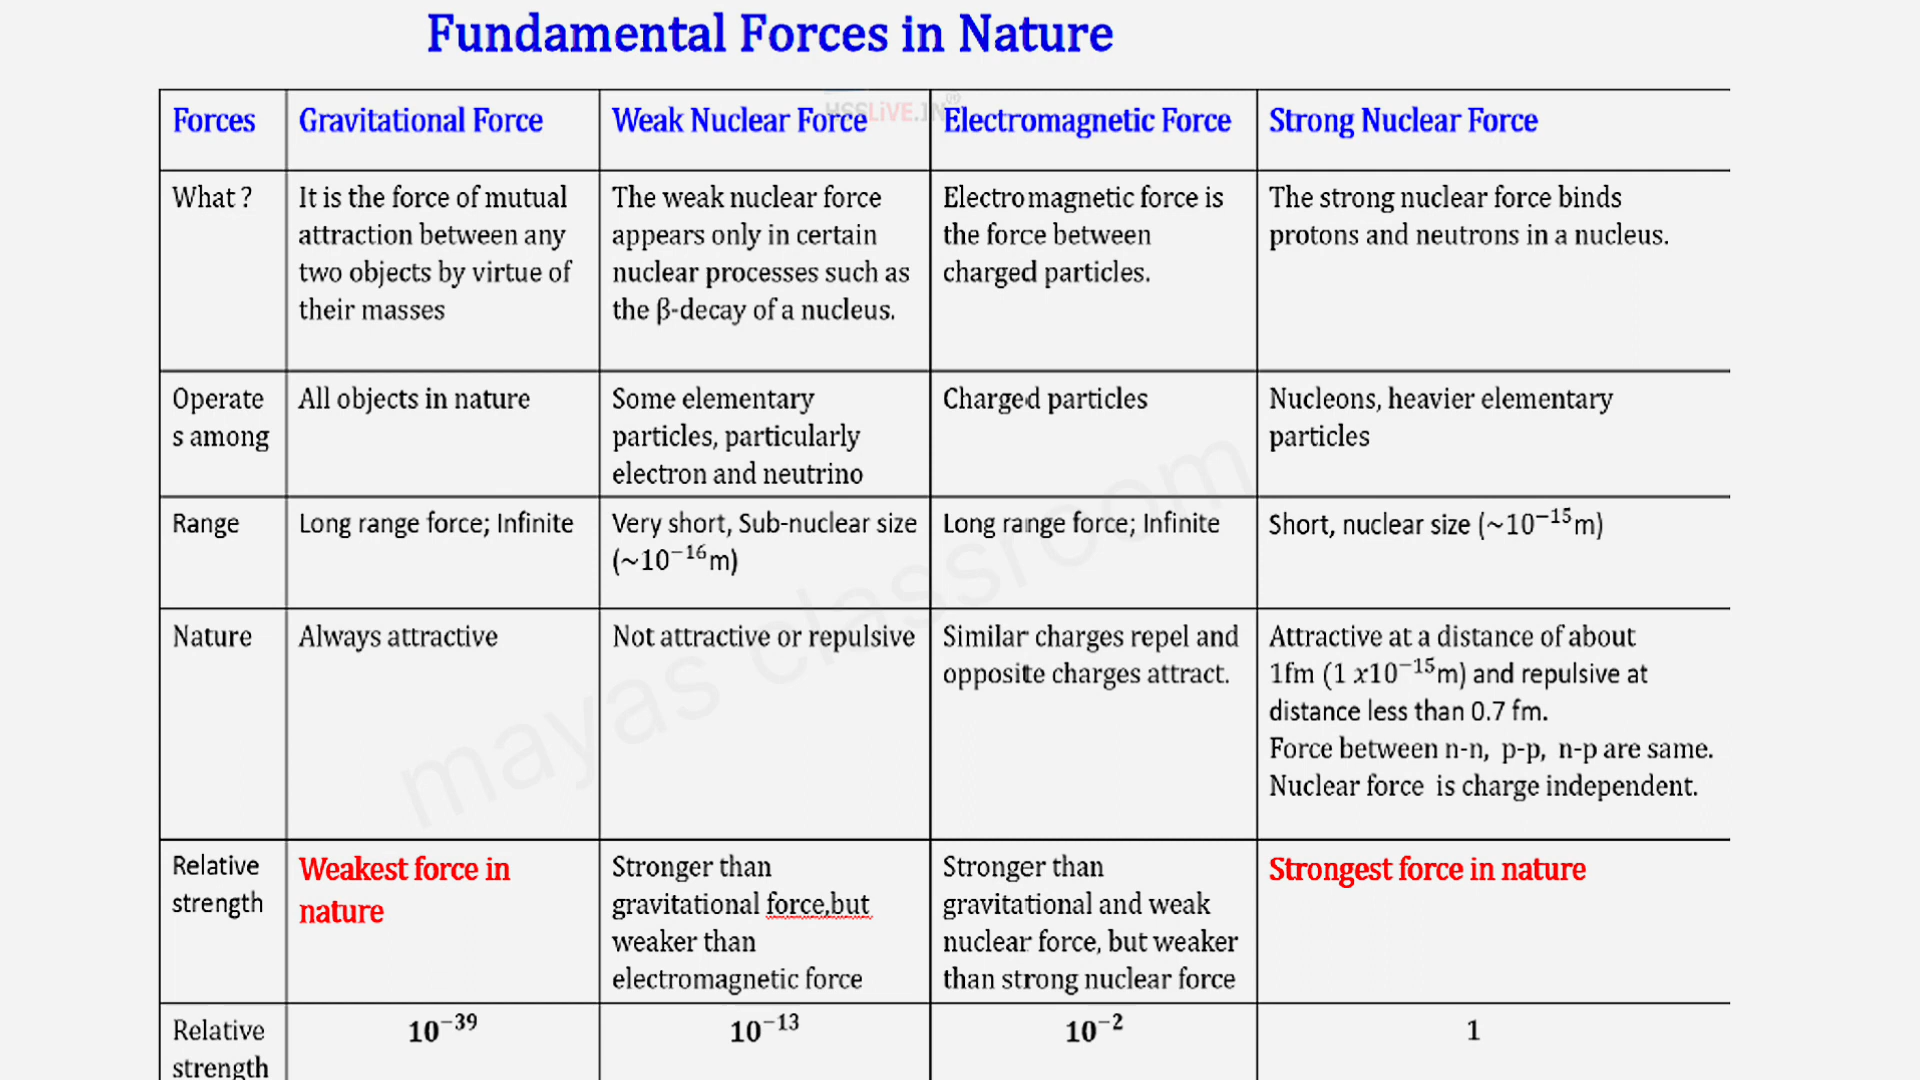 Fundamental Forces in Nature
HSSLiVE.IN®
Forces
Gravitational Force
Weak Nuclear Force
Electromagnetic Force
Strong Nuclear Force
What ?
It is the force of mutual
attraction between any
two objects by virtue of
their masses
The weak nuclear force
appears only in certain
nuclear processes such as
the β-decay of a nucleus.
Electromagnetic force is
the force between
charged particles.
The strong nuclear force binds
protons and neutrons in a nucleus.
Operate
s among
All objects in nature
Some elementary
particles, particularly
electron and neutrino
Charged particles
Nucleons, heavier elementary
particles
Range
Long range force; Infinite
Very short, Sub-nuclear size
(~10⁻¹⁶m)
Long range force; Infinite
Short, nuclear size (~10⁻¹⁵m)
Nature
Always attractive
Not attractive or repulsive
Similar charges repel and
opposite charges attract.
Attractive at a distance of about
1fm (1 x10⁻¹⁵m) and repulsive at
distance less than 0.7 fm.
Force between n-n, p-p, n-p are same.
Nuclear force is charge independent.
mayas classroom
Relative
strength
Weakest force in
nature
Stronger than
gravitational force,but
weaker than
electromagnetic force
Stronger than
gravitational and weak
nuclear force, but weaker
than strong nuclear force
Strongest force in nature
Relative
strength
10⁻³⁹
10⁻¹³
10⁻²
1